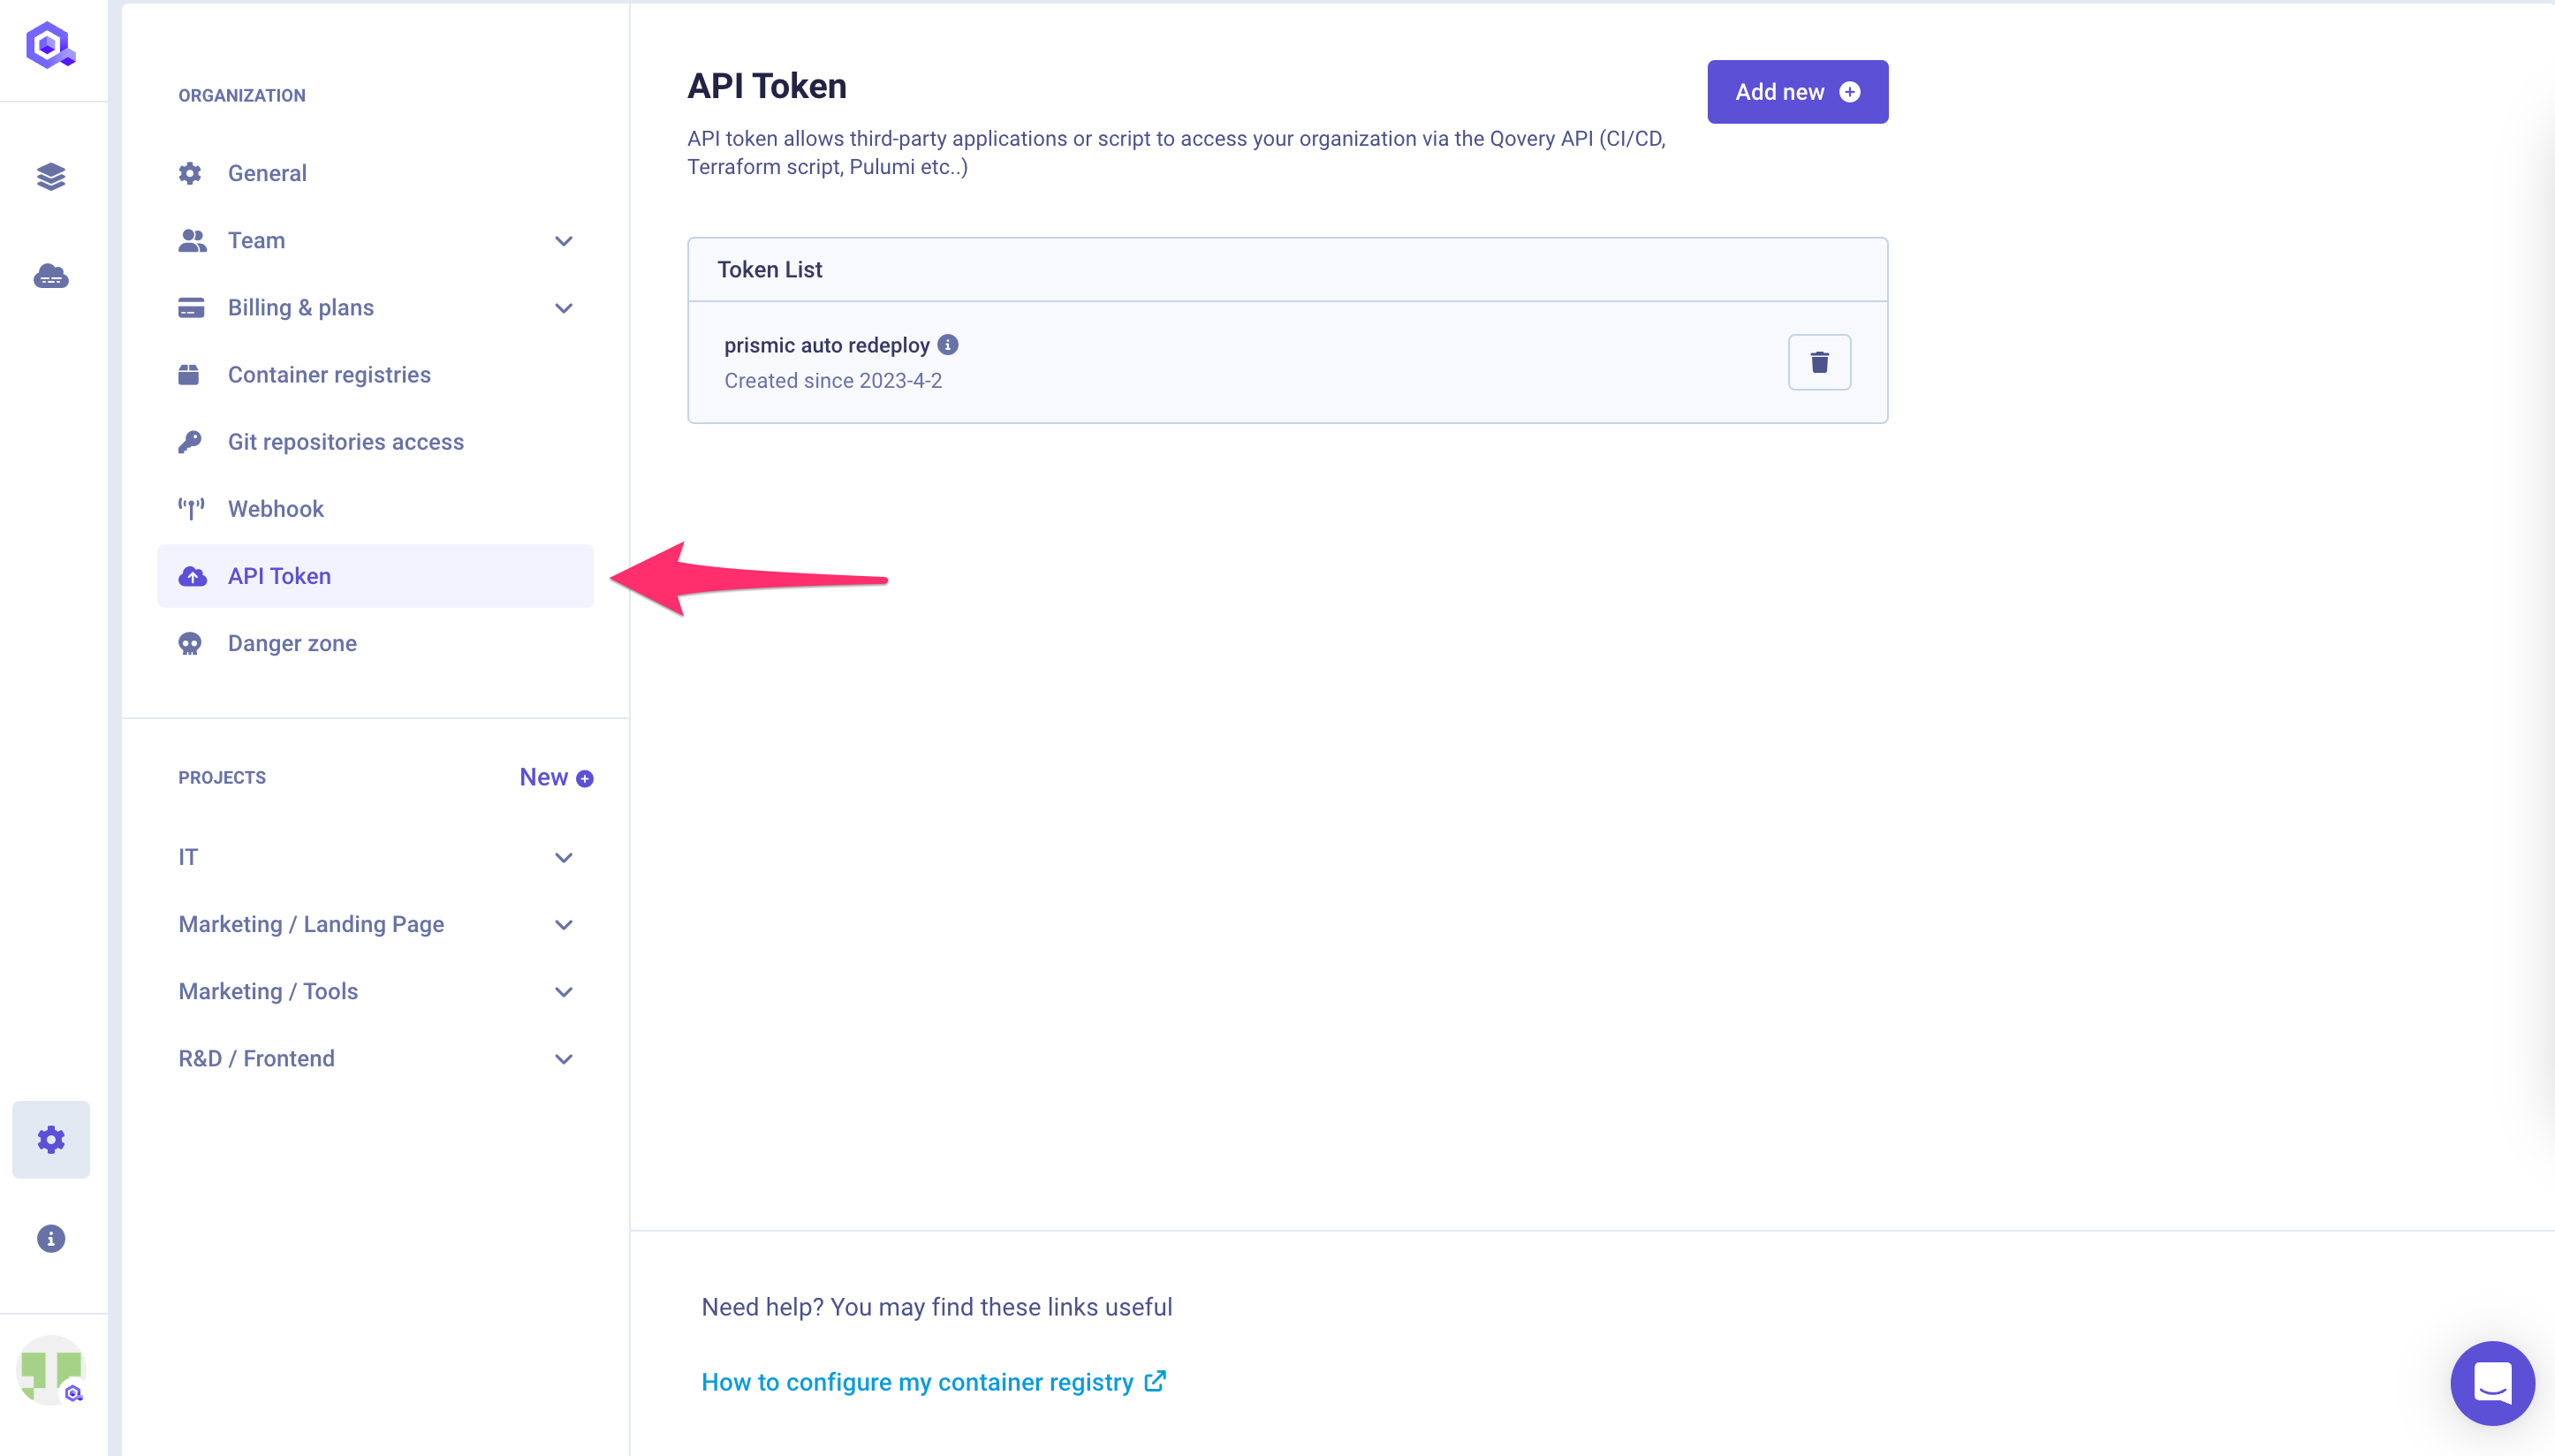 ORGANIZATION
General
Team
Billing & plans
Container registries
Git repositories access
Webhook
API Token
Danger zone
PROJECTS
New
IT
Marketing / Landing Page
Marketing / Tools
R&D / Frontend
API Token
Add new
API token allows third-party applications or script to access your organization via the Qovery API (CI/CD,
Terraform script, Pulumi etc..)
Token List
prismic auto redeploy
Created since 2023-4-2
Need help? You may find these links useful
How to configure my container registry